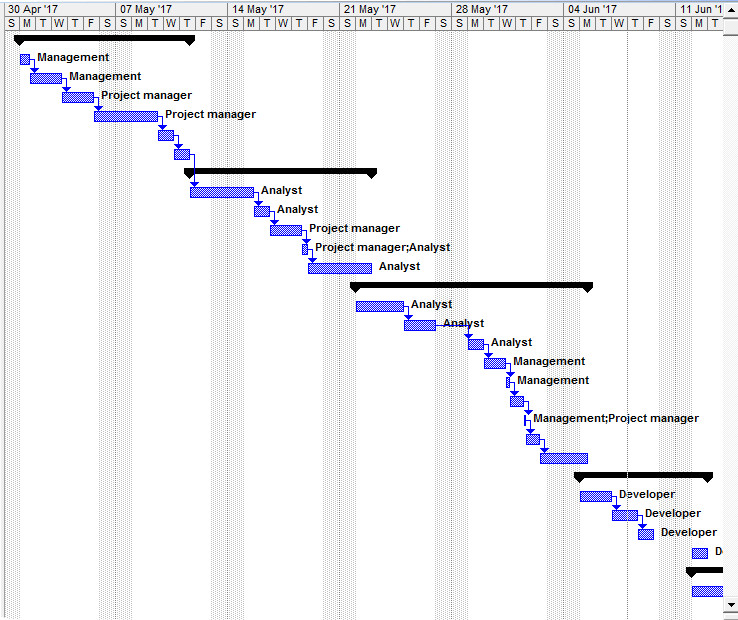 30 Apr '17 07 May '17 14 May '17 21 May '17 28 May '17 04 Jun '17 11 Jun '1
S M T W T F S S M T W T F S S M T W T F S S M T W T F S S M T W T F S S M T W T F S S M T
Management
Management
Project manager
Project manager
Analyst
Analyst
Project manager
Project manager;Analyst
Analyst
Analyst
Analyst
Analyst
Management
Management
Management;Project manager
Developer
Developer
Developer
D